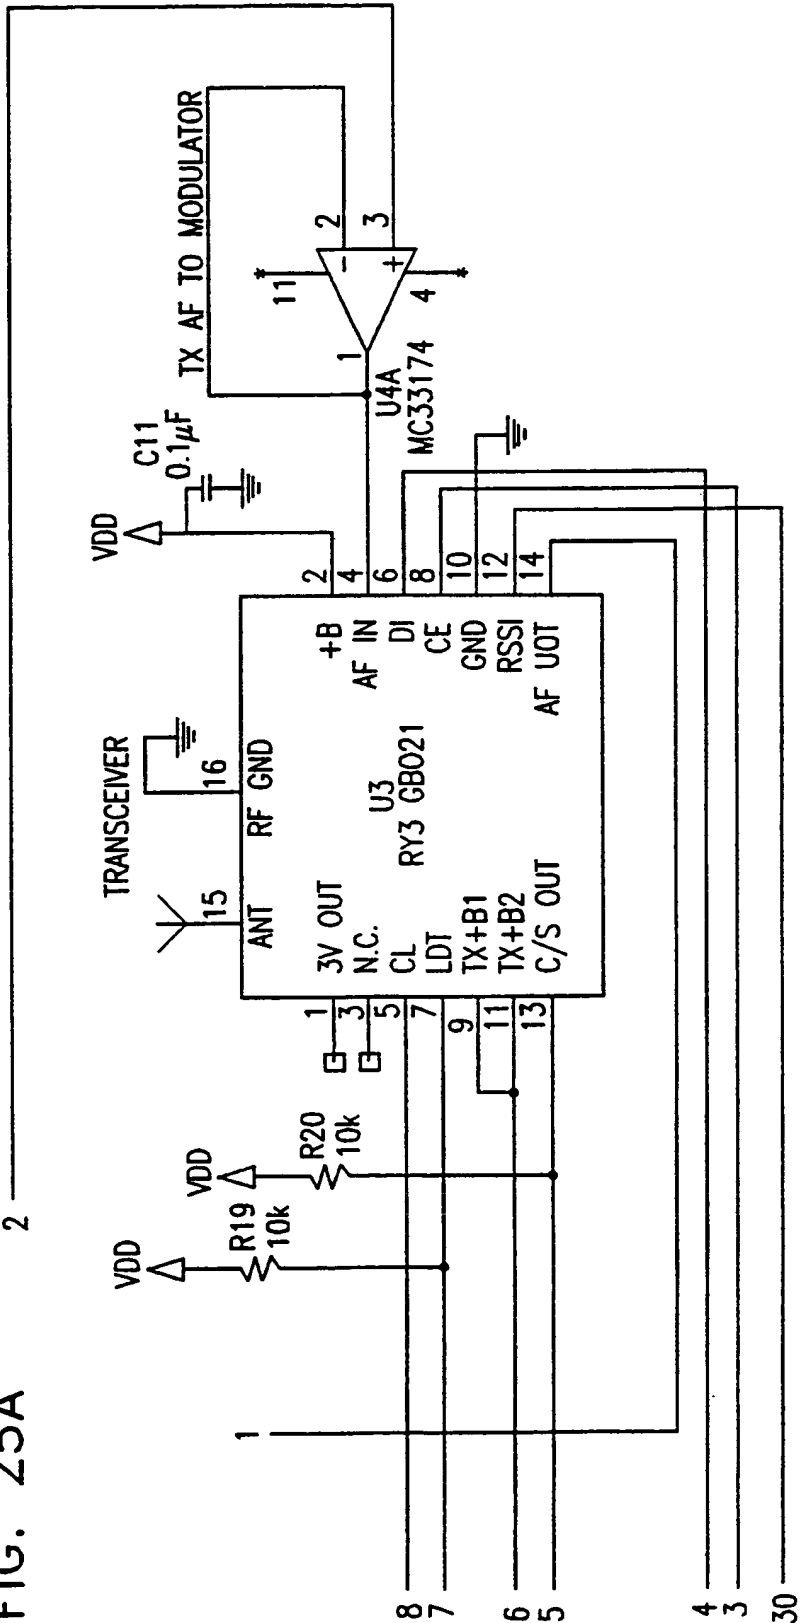 FIG. 25A
2
TX AF TO MODULATOR
2
3
11
4
1
U4A
MC33174
C11
0.1µF
VDD
TRANSCEIVER
16
15
RF GND
ANT
2
4
6
8
10
12
14
+B
AF IN
DI
CE
GND
RSSI
AF UOT
U3
RY3 GB021
3V OUT
N.C.
CL
LDT
TX+B1
TX+B2
C/S OUT
1
3
5
7
9
11
13
VDD
R20
10k
VDD
R19
10k
1
8
7
6
5
4
3
30